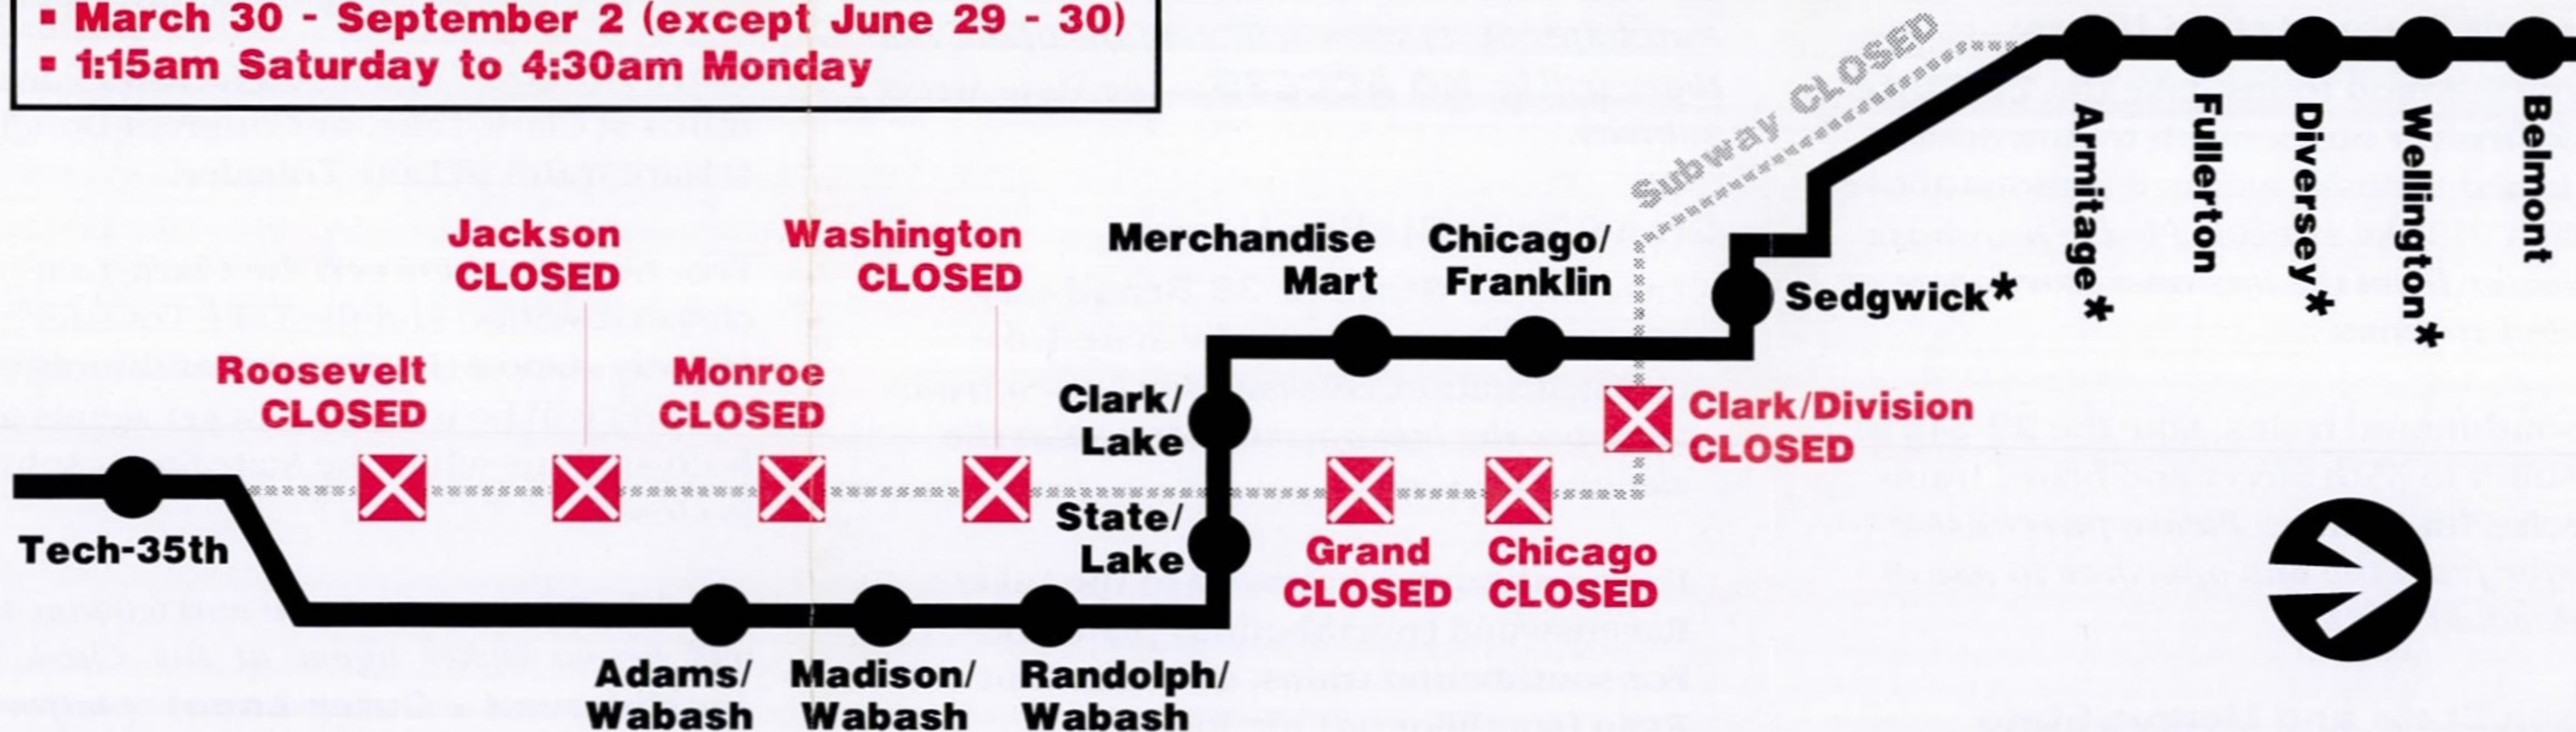 ▪ March 30 - September 2 (except June 29 - 30)
▪ 1:15am Saturday to 4:30am Monday
Subway CLOSED
Armitage*
Fullerton
Diversey*
Wellington*
Belmont
Jackson
CLOSED
Washington
CLOSED
Merchandise
Mart
Chicago/
Franklin
Sedgwick*
Roosevelt
CLOSED
Monroe
CLOSED
Clark/
Lake
Clark/Division
CLOSED
Tech-35th
State/
Lake
Grand
CLOSED
Chicago
CLOSED
Adams/
Wabash
Madison/
Wabash
Randolph/
Wabash